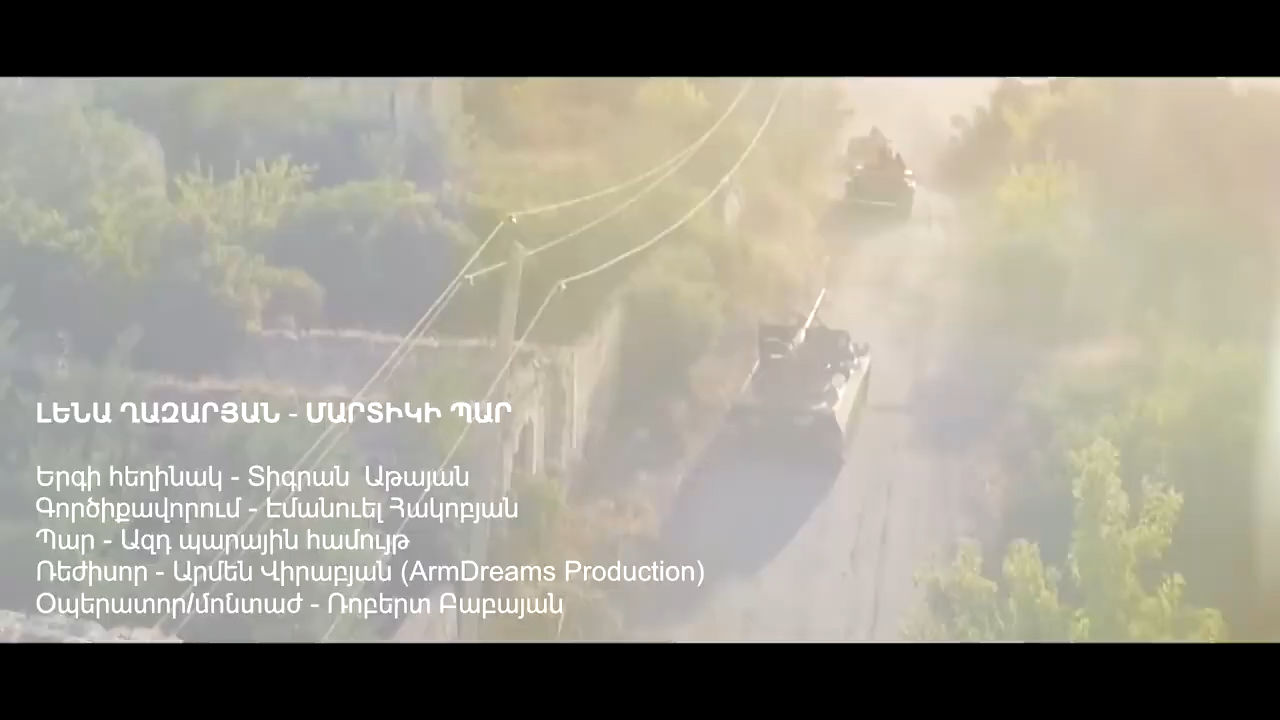 ԼԵՆԱ ՂԱԶԱՐՅԱՆ - ՄԱՐՏԻԿԻ ՊԱՐ
Երգի հեղինակ - Տիգրան Աթայան
Գործիքավորում - Էմանուել Հակոբյան
Պար - Ազդ պարային համույթ
Ռեժիսոր - Արմեն Վիրաբյան (ArmDreams Production)
Օպերատոր/մոնտաժ - Ռոբերտ Բաբայան